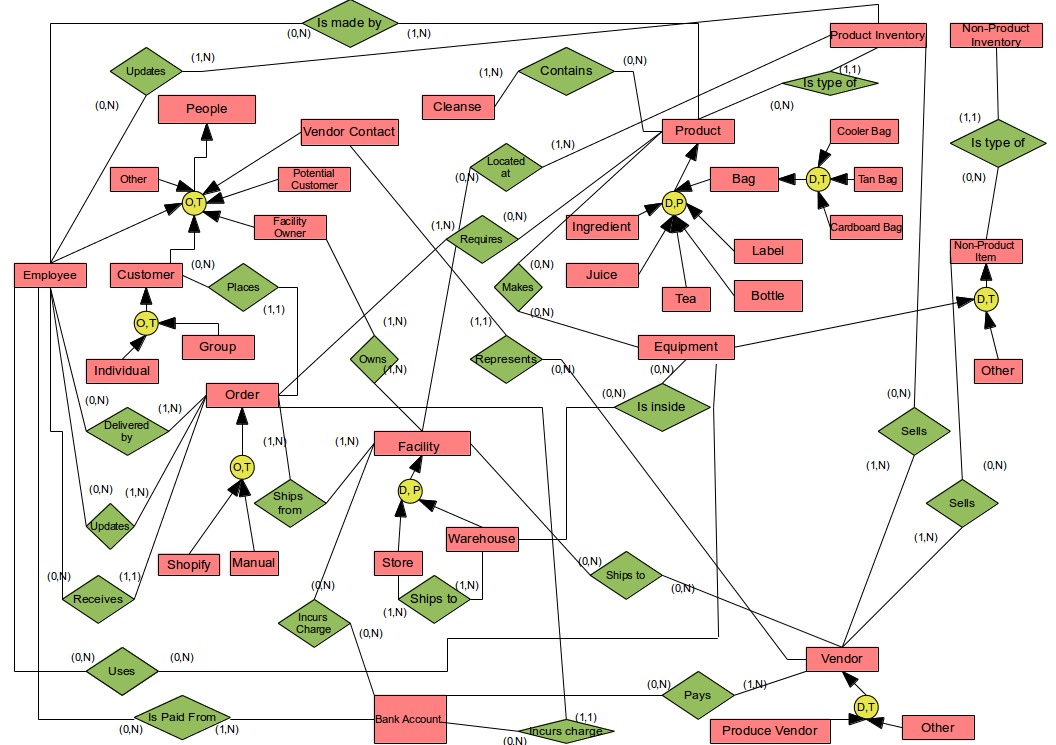 Is made by
(0,N)
(1,N)
Product Inventory
Non-Product
Inventory
Updates
(1,N)
(0,N)
Contains
(1,N)
(0,N)
Is type of
(1,1)
(0,N)
People
Cleanse
Vendor Contact
Product
Cooler Bag
(1,1)
Is type of
(0,N)
Located
at
(1,N)
(0,N)
Other
Potential
Customer
O,T
Bag
D,T
Tan Bag
D,P
Facility
Owner
Ingredient
Cardboard Bag
(1,N)
Requires
(0,N)
Label
Non-Product
Item
Employee
Customer
(0,N)
Places
(1,1)
Makes
(0,N)
(0,N)
Juice
Tea
Bottle
D,T
O,T
Group
Individual
(1,N)
Owns
(1,N)
(1,1)
Represents
(0,N)
Equipment
(0,N)
Other
Order
(0,N)
Is inside
(0,N)
Sells
(1,N)
(0,N)
Delivered
by
(1,N)
(1,N)
(1,N)
Facility
O,T
Ships
from
D, P
(0,N)
Sells
(1,N)
(0,N)
(1,N)
Updates
Warehouse
Shopify
Manual
Store
(0,N)
Ships to
(0,N)
(0,N)
(1,1)
Receives
(1,N)
Ships to
(1,N)
(0,N)
Incurs
Charge
(0,N)
(0,N)
Uses
(0,N)
Vendor
(0,N)
Pays
(1,N)
D,T
Is Paid From
(0,N)
(1,N)
Bank Account
(1,1)
Incurs charge
(0,N)
Produce Vendor
Other